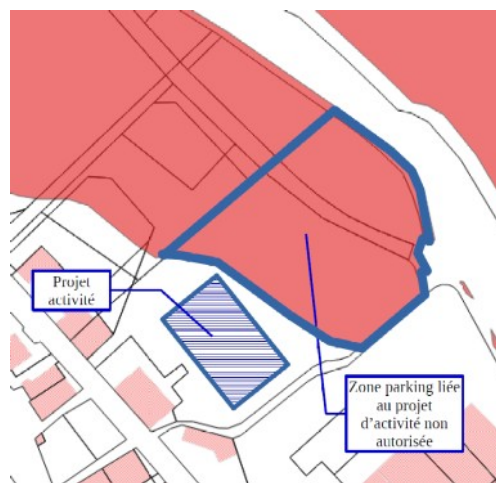 Projet
activité
Zone parking liée
au projet
d'activité non
autorisée